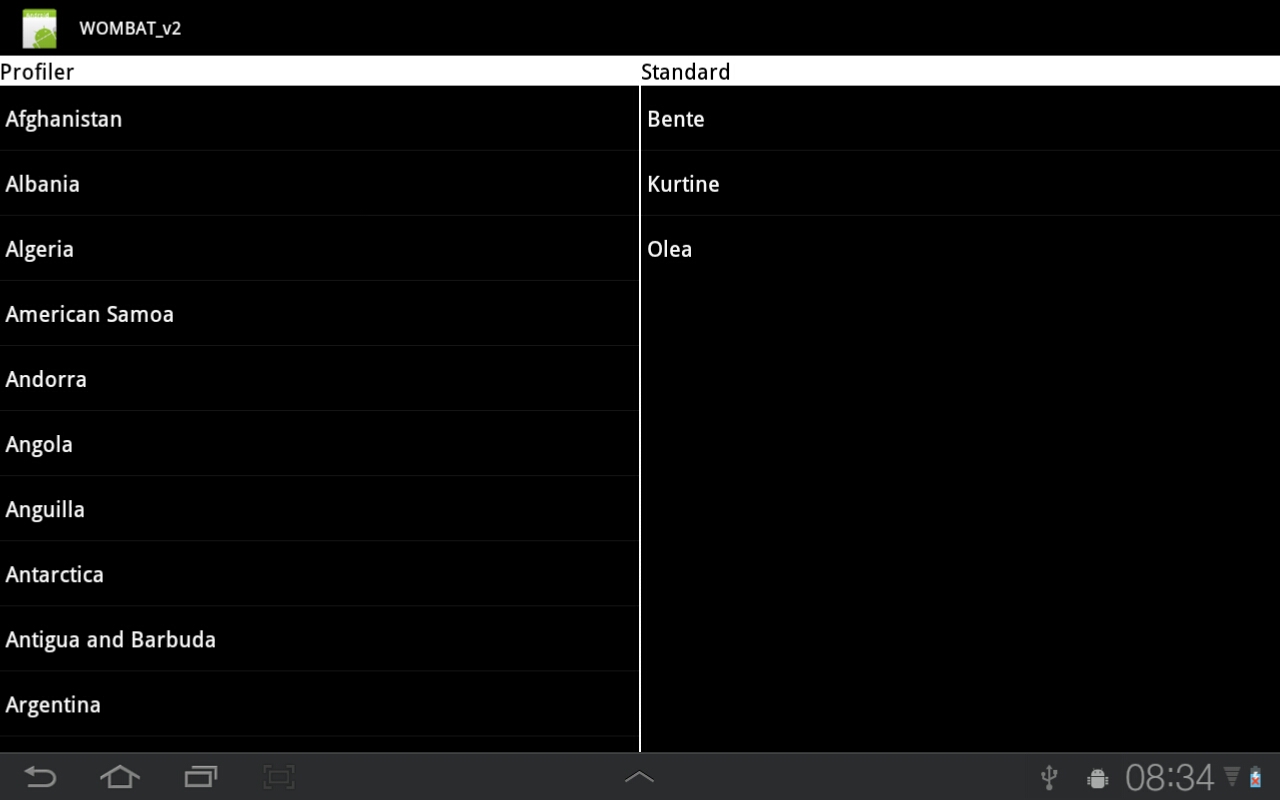 WOMBAT_v2
Profiler
Afghanistan
Albania
Algeria
American Samoa
Andorra
Angola
Anguilla
Antarctica
Antigua and Barbuda
Argentina
Standard
Bente
Kurtine
Olea
08:34